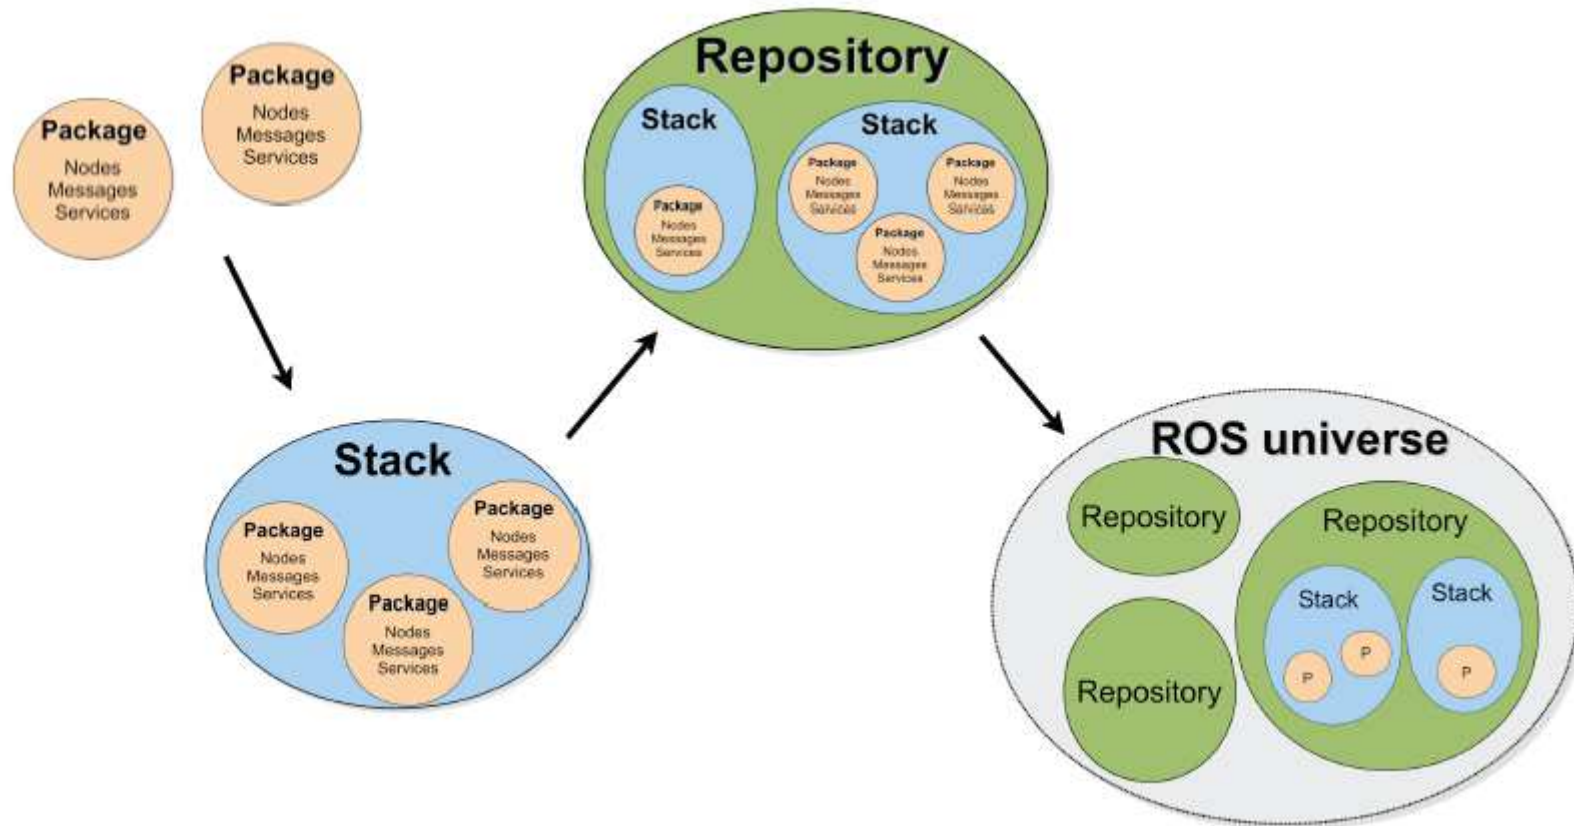 Package
Nodes
Messages
Services
Package
Nodes
Messages
Services
Stack
Package
Nodes
Messages
Services
Package
Nodes
Messages
Services
Package
Nodes
Messages
Services
Repository
Stack
Package
Nodes
Messages
Services
Stack
Package
Nodes
Messages
Services
Package
Nodes
Messages
Services
Package
Nodes
Messages
Services
ROS universe
Repository
Repository
Repository
Stack
P
P
Stack
P